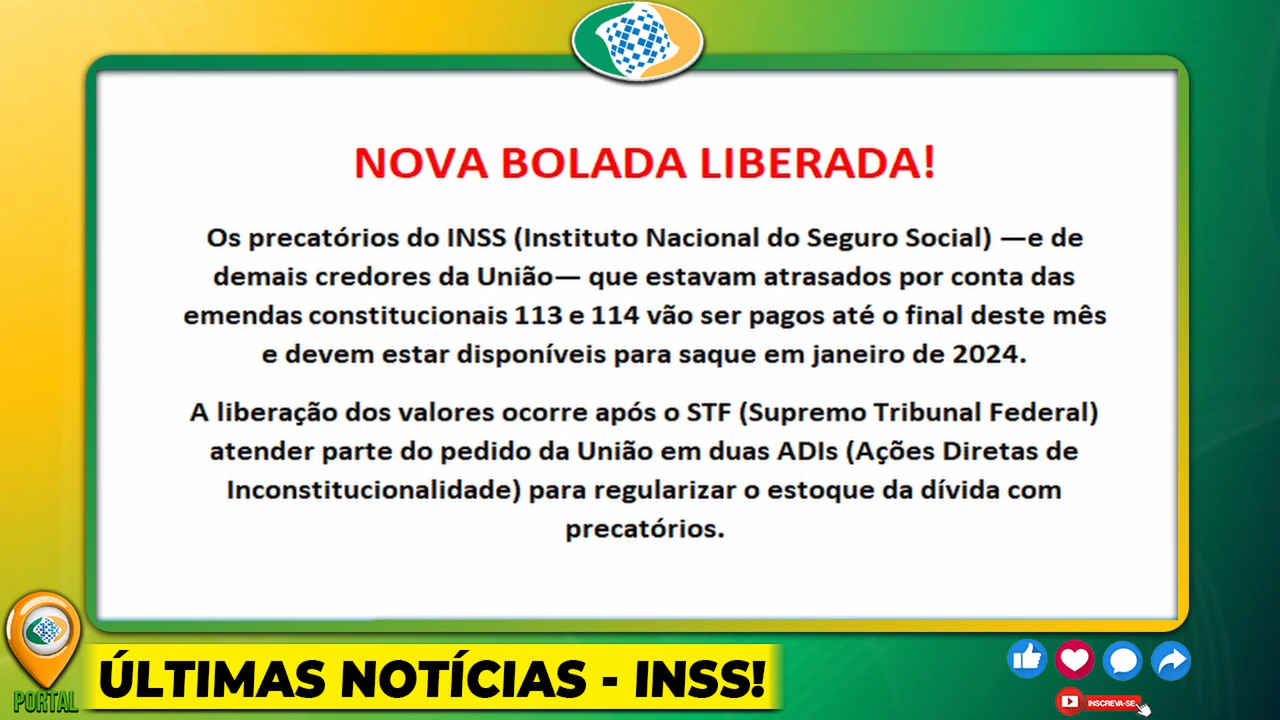 NOVA BOLADA LIBERADA!
Os precatórios do INSS (Instituto Nacional do Seguro Social) —e de
demais credores da União— que estavam atrasados por conta das
emendas constitucionais 113 e 114 vão ser pagos até o final deste mês
e devem estar disponíveis para saque em janeiro de 2024.
A liberação dos valores ocorre após o STF (Supremo Tribunal Federal)
atender parte do pedido da União em duas ADIs (Ações Diretas de
Inconstitucionalidade) para regularizar o estoque da dívida com
precatórios.
PORTAL
ÚLTIMAS NOTÍCIAS - INSS!
INSCREVA-SE